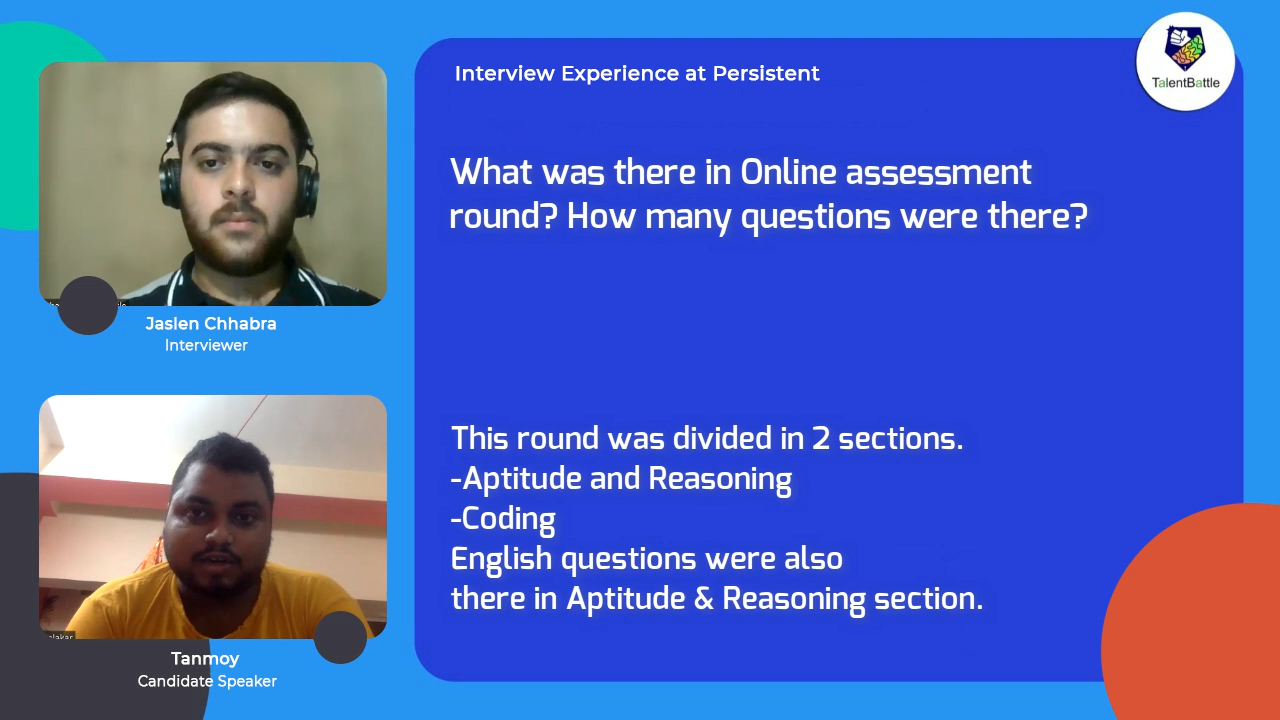 Interview Experience at Persistent
TalentBattle
What was there in Online assessment
round? How many questions were there?
Jaslen Chhabra
Interviewer
This round was divided in 2 sections.
-Aptitude and Reasoning
-Coding
English questions were also
there in Aptitude & Reasoning section.
Tanmoy
Candidate Speaker